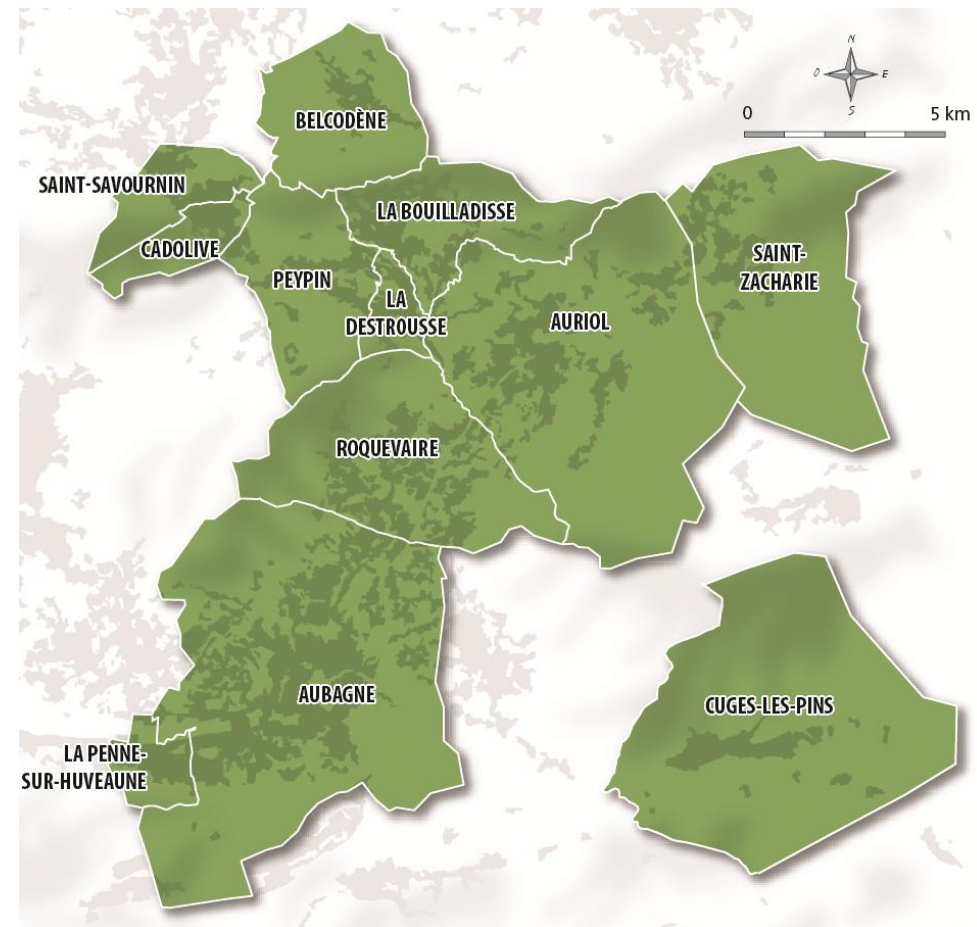 N
O E
S
0 5 km
BELCODÈNE
SAINT-SAVOURNIN
LA BOUILLADISSE
CADOLIVE
SAINT-
ZACHARIE
PEYPIN
LA
DESTROUSSE
AURIOL
ROQUEVAIRE
AUBAGNE
CUGES-LES-PINS
LA PENNE-
SUR-HUVEAUNE